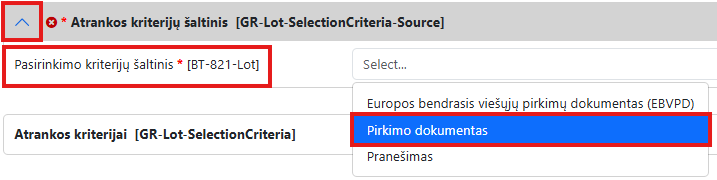 * Atrankos kriterijų šaltinis [GR-Lot-SelectionCriteria-Source]
Pasirinkimo kriterijų šaltinis * [BT-821-Lot]
Select...
Europos bendrasis viešųjų pirkimų dokumentas (EBVPD)
Pirkimo dokumentas
Pranešimas
Atrankos kriterijai [GR-Lot-SelectionCriteria]